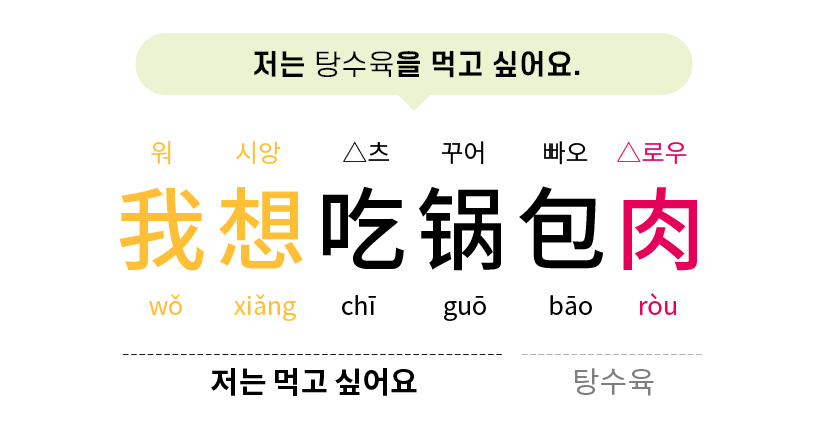 저는 탕수육을 먹고 싶어요.
워 시앙 △츠 꾸어 빠오 △로우
我想吃锅包肉
wǒ xiǎng chī guō bāo ròu
저는 먹고 싶어요 탕수육